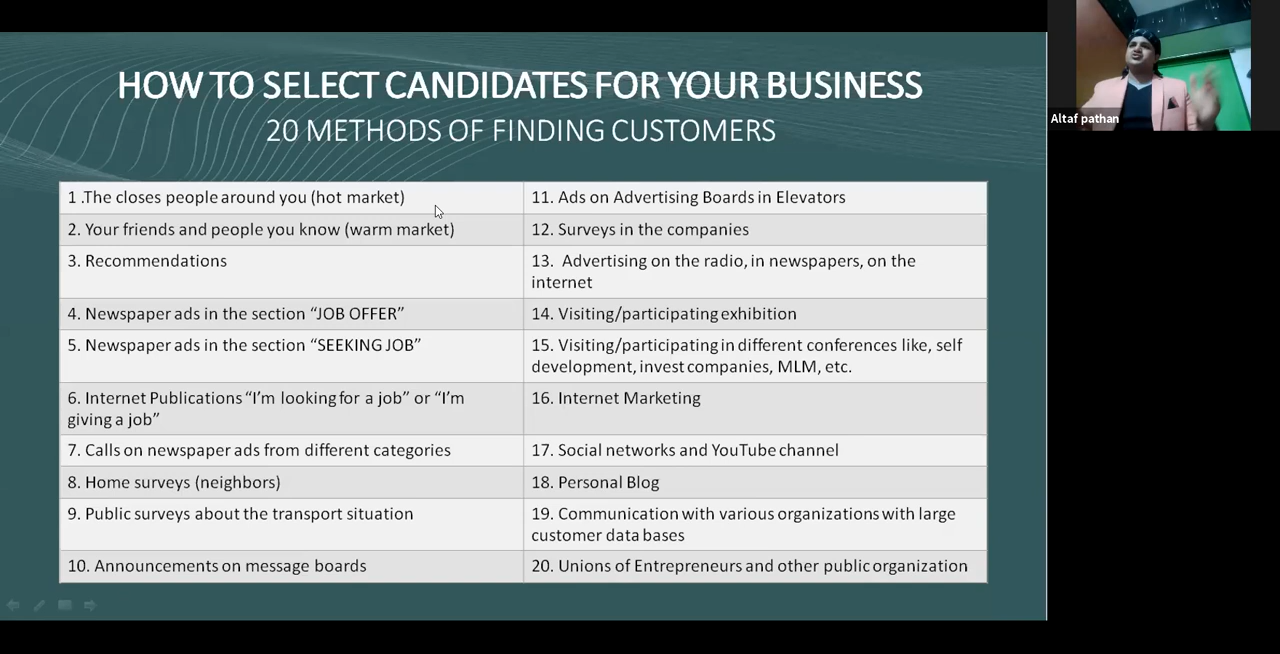 HOW TO SELECT CANDIDATES FOR YOUR BUSINESS
20 METHODS OF FINDING CUSTOMERS
1 .The closes people around you (hot market)
2. Your friends and people you know (warm market)
3. Recommendations
4. Newspaper ads in the section “JOB OFFER”
5. Newspaper ads in the section “SEEKING JOB”
6. Internet Publications “I’m looking for a job” or “I’m
giving a job”
7. Calls on newspaper ads from different categories
8. Home surveys (neighbors)
9. Public surveys about the transport situation
10. Announcements on message boards
11. Ads on Advertising Boards in Elevators
12. Surveys in the companies
13. Advertising on the radio, in newspapers, on the
internet
14. Visiting/participating exhibition
15. Visiting/participating in different conferences like, self
development, invest companies, MLM, etc.
16. Internet Marketing
17. Social networks and YouTube channel
18. Personal Blog
19. Communication with various organizations with large
customer data bases
20. Unions of Entrepreneurs and other public organization
Altaf pathan